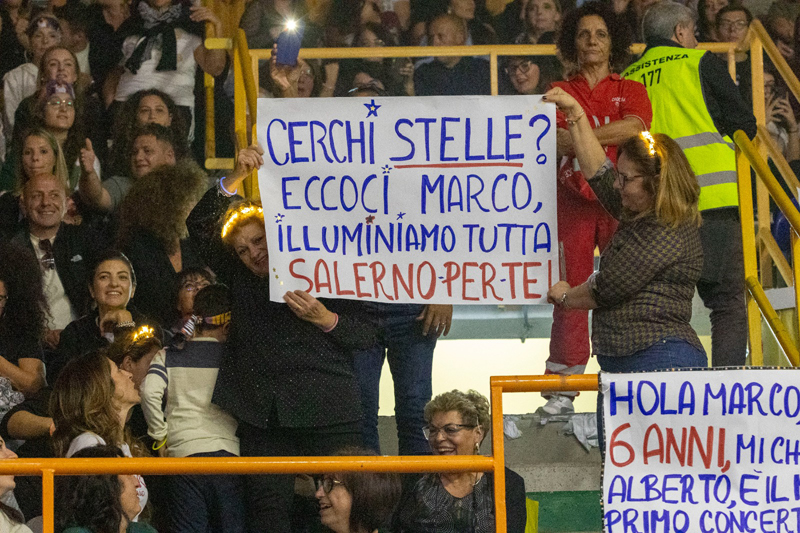 ASSISTENZA
177
CERCHI STELLE?
ECCOCI MARCO,
ILLUMINIAMO TUTTA
SALERNO-PER-TE!
HOLA MARCO,
6 ANNI, MI CH
ALBERTO, È IL M
PRIMO CONCERT